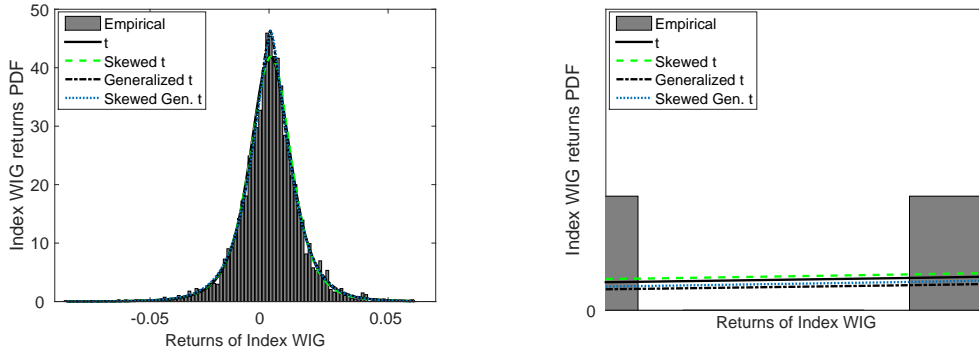 50
40
30
20
10
0
Index WIG returns PDF
Empirical
t
Skewed t
Generalized t
Skewed Gen. t
-0.05
0
0.05
Returns of Index WIG
Index WIG returns PDF
0
Empirical
t
Skewed t
Generalized t
Skewed Gen. t
Returns of Index WIG